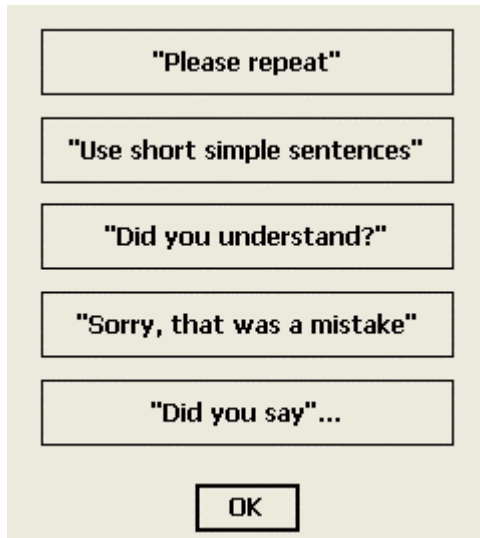 "Please repeat"
"Use short simple sentences"
"Did you understand?"
"Sorry, that was a mistake"
"Did you say"...
OK